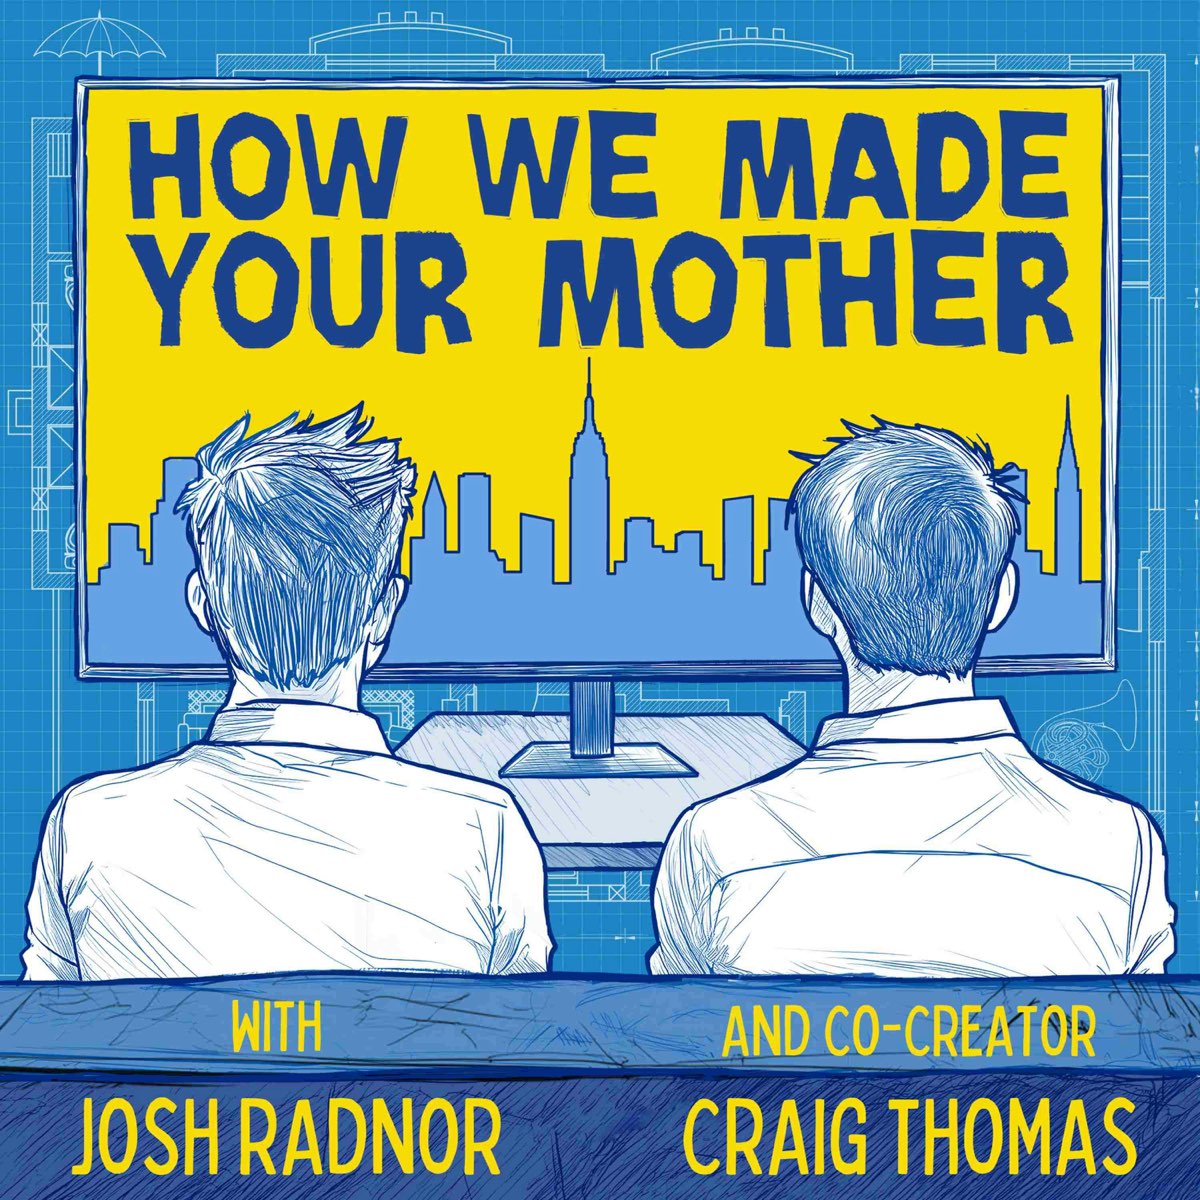 HOW WE MADE
YOUR MOTHER
WITH
JOSH RADNOR
AND CO-CREATOR
CRAIG THOMAS